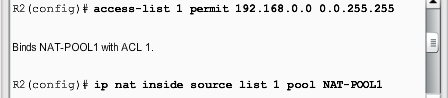 R2(config)# access-list 1 permit 192.168.0.0 0.0.255.255
Binds NAT-POOL1 with ACL 1.
R2(config)# ip nat inside source list 1 pool NAT-POOL1